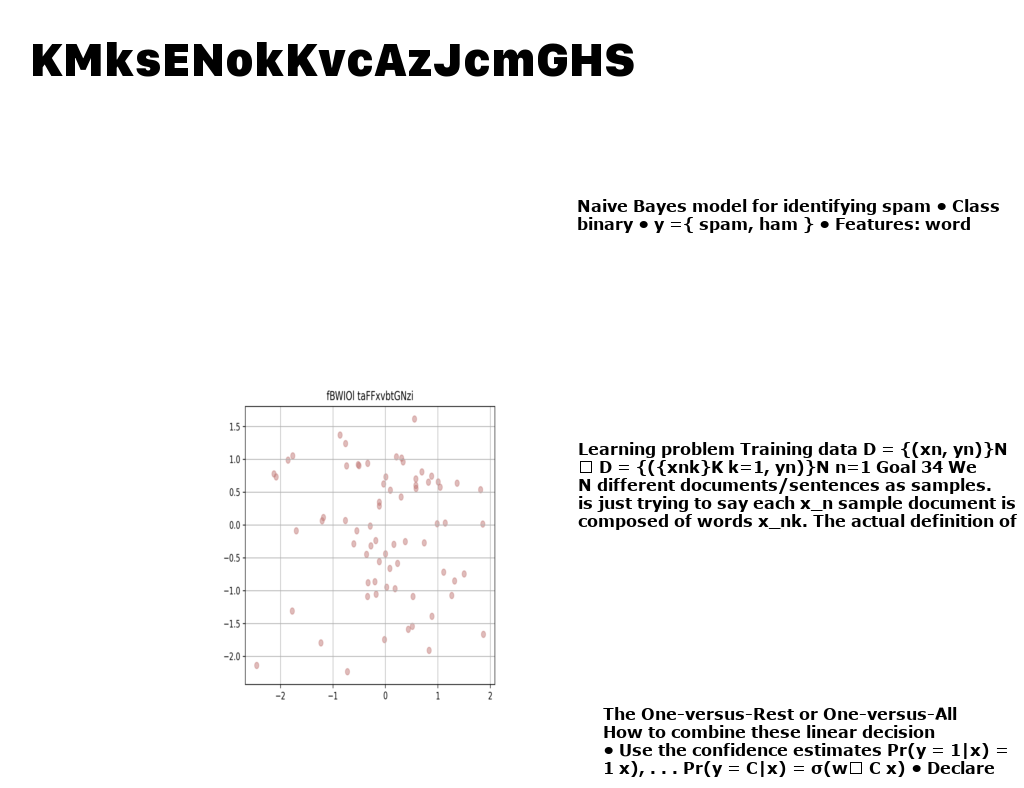 KMksENokKvcAzJcmGHS
Naive Bayes model for identifying spam • Class
binary • y ={ spam, ham } • Features: word
fBWIOl taFFxvbtGNzi
1.5
1.0
0.5
0.0
−0.5
−1.0
−1.5
−2.0
−2 −1 0 1 2
Learning problem Training data D = {(xn, yn)}N
□ D = {({xnk}K k=1, yn)}N n=1 Goal 34 We
N different documents/sentences as samples.
is just trying to say each x_n sample document is
composed of words x_nk. The actual definition of
The One-versus-Rest or One-versus-All
How to combine these linear decision
• Use the confidence estimates Pr(y = 1|x) =
1 x), . . . Pr(y = C|x) = σ(w□ C x) • Declare